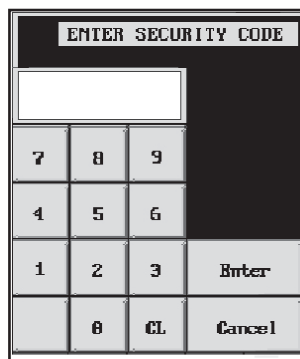 ENTER SECURITY CODE
7 8 9
4 5 6
1 2 3 Enter
0 CL Cancel